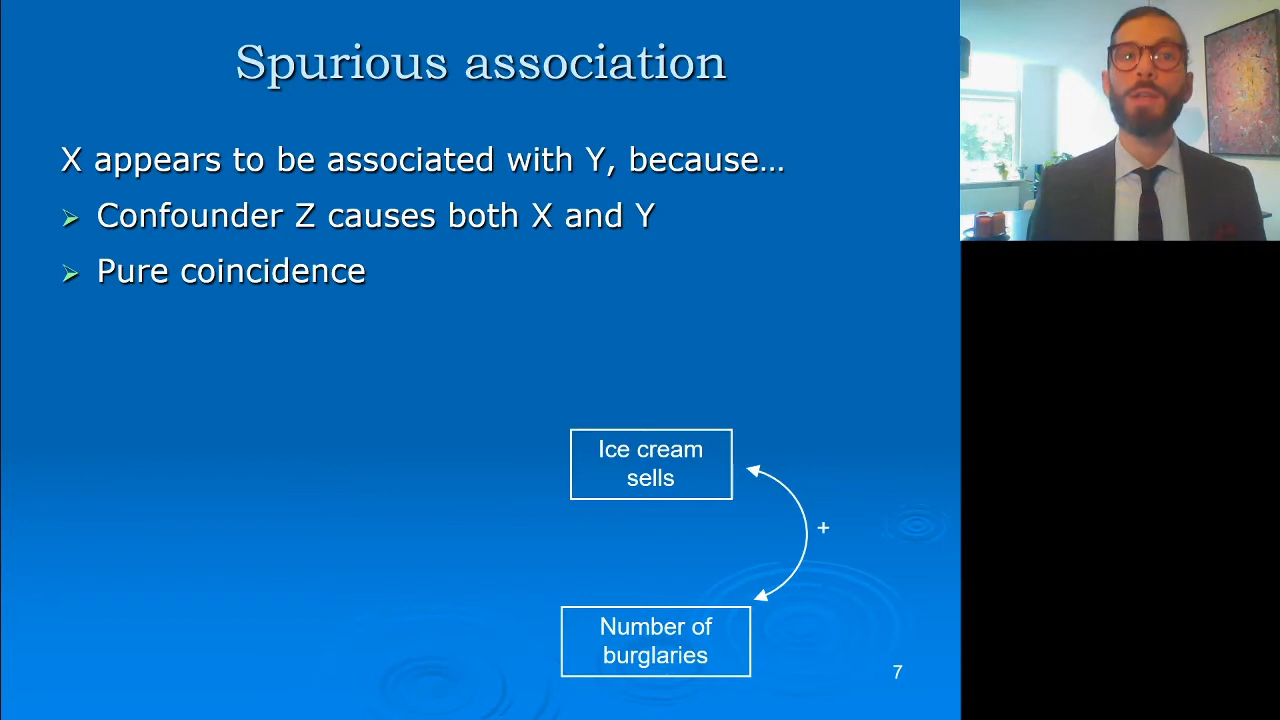 Spurious association
X appears to be associated with Y, because…
Confounder Z causes both X and Y
Pure coincidence
Ice cream
sells
+
Number of
burglaries
7